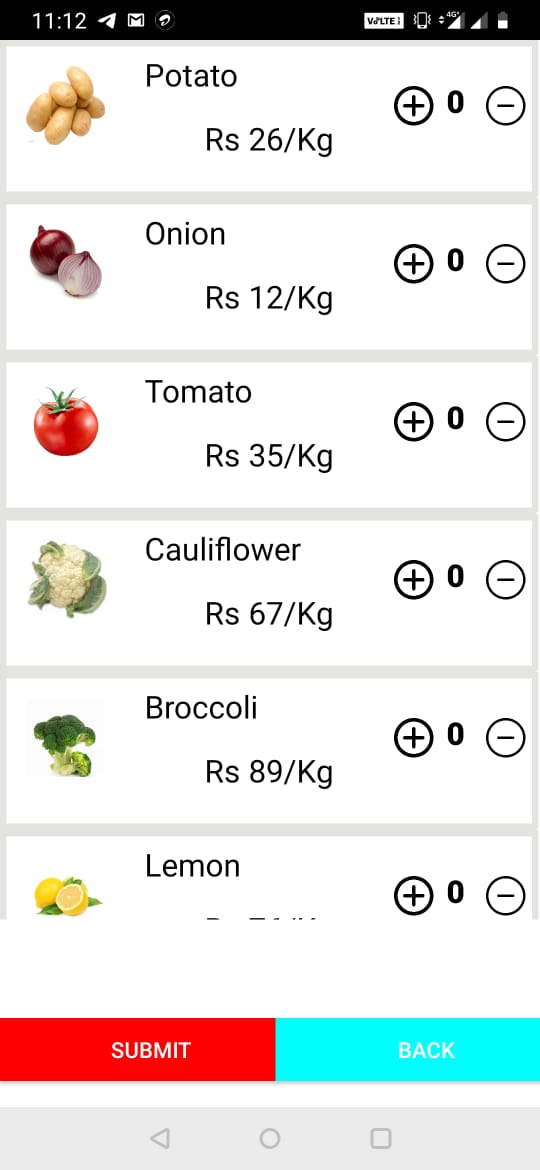 11:12 VoLTE 4G+
Potato
0
Rs 26/Kg
Onion
0
Rs 12/Kg
Tomato
0
Rs 35/Kg
Cauliflower
0
Rs 67/Kg
Broccoli
0
Rs 89/Kg
Lemon
0
SUBMIT BACK